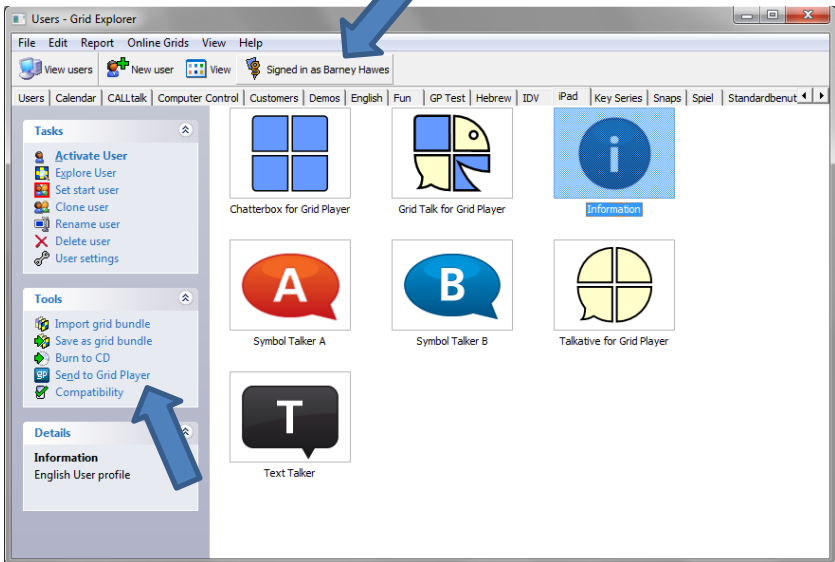 Users - Grid Explorer
File Edit Report Online Grids View Help
View users New user View Signed in as Barney Hawes
Users Calendar CALLtalk Computer Control Customers Demos English Fun GP Test Hebrew IDV iPad Key Series Snaps Spiel Standardbenut
Tasks
Activate User
Explore User
Set start user
Clone user
Rename user
Delete user
User settings
Tools
Import grid bundle
Save as grid bundle
Burn to CD
GP Send to Grid Player
Compatibility
Details
Information
English User profile
Chatterbox for Grid Player Grid Talk for Grid Player Information
A B
Symbol Talker A Symbol Talker B Talkative for Grid Player
T
Text Talker